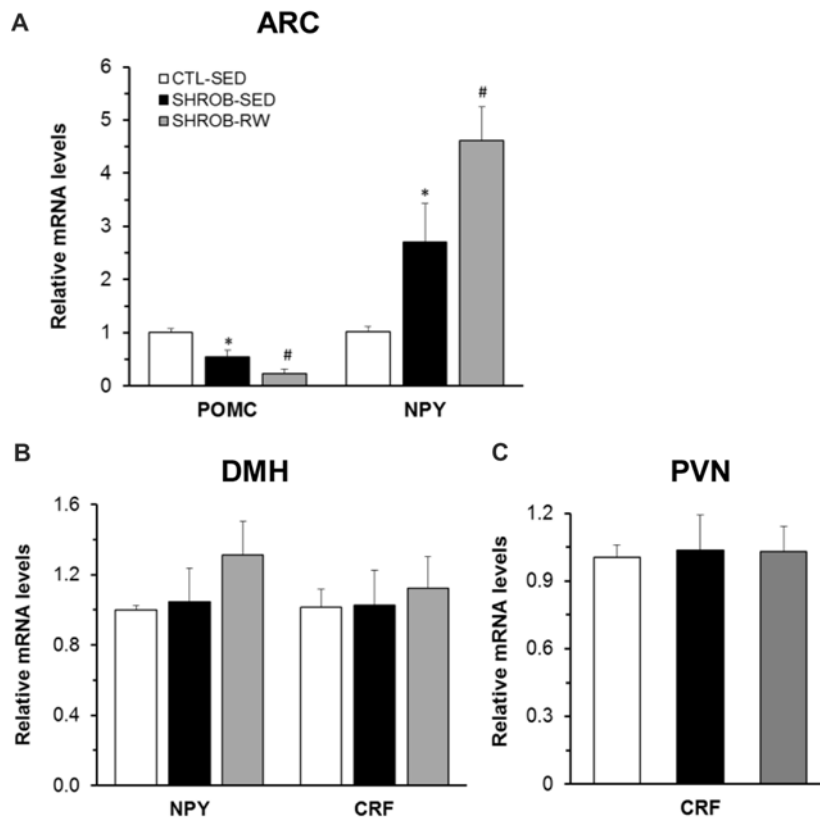 A
ARC
Relative mRNA levels
6
5
4
3
2
1
0
CTL-SED
SHROB-SED
SHROB-RW
*
#
*
#
POMC
NPY
B
DMH
Relative mRNA levels
1.6
1.2
0.8
0.4
0.0
NPY
CRF
C
PVN
Relative mRNA levels
1.2
0.9
0.6
0.3
0
CRF